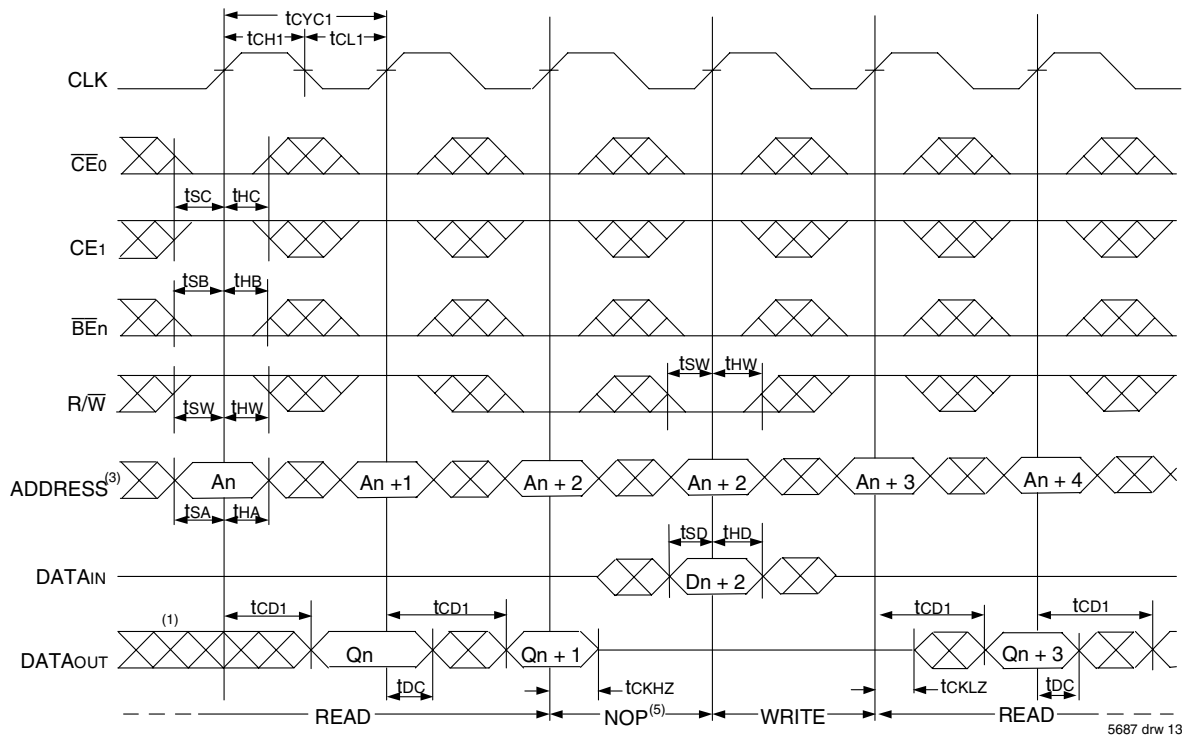 tCYC1
tCH1 tCL1
CLK
CE0
tSC tHC
CE1
tSB tHB
BEn
tSW tHW
R/W
tSW tHW
ADDRESS(3) An An +1 An + 2 An + 2 An + 3 An + 4
tSA tHA
tSD tHD
DATAIN Dn + 2
(1) tCD1 tCD1 tCD1 tCD1
DATAOUT Qn Qn + 1 Qn + 3
tDC tCKHZ tCKLZ tDC
READ NOP(5) WRITE READ
5687 drw 13